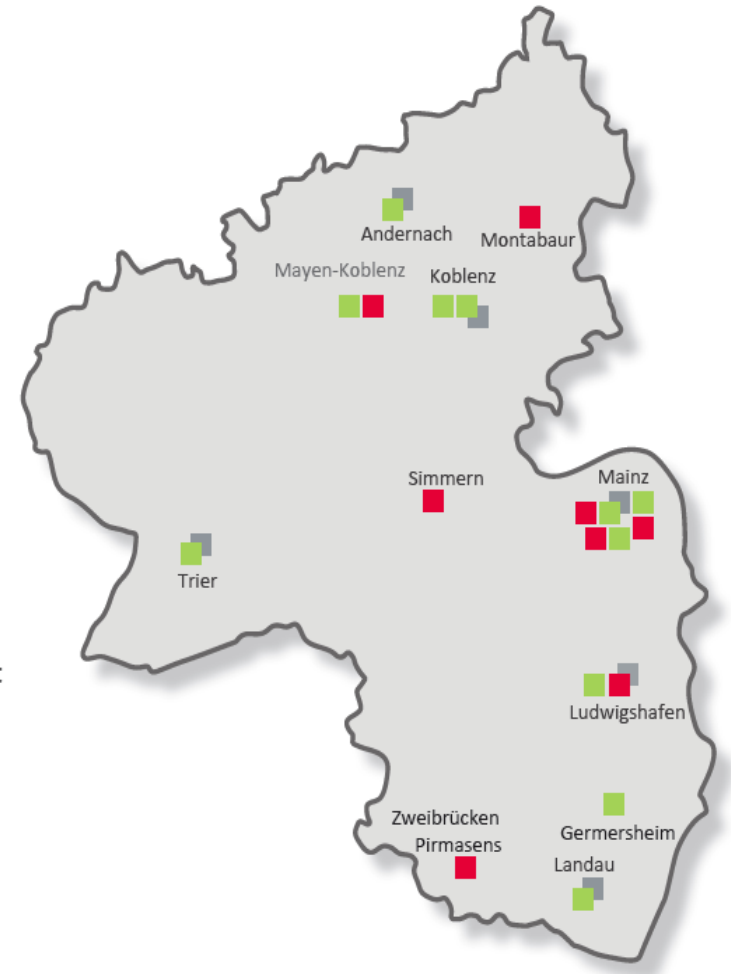 Andernach
Montabaur
Mayen-Koblenz
Koblenz
Simmern
Mainz
Trier
Ludwigshafen
Zweibrücken
Pirmasens
Germersheim
Landau